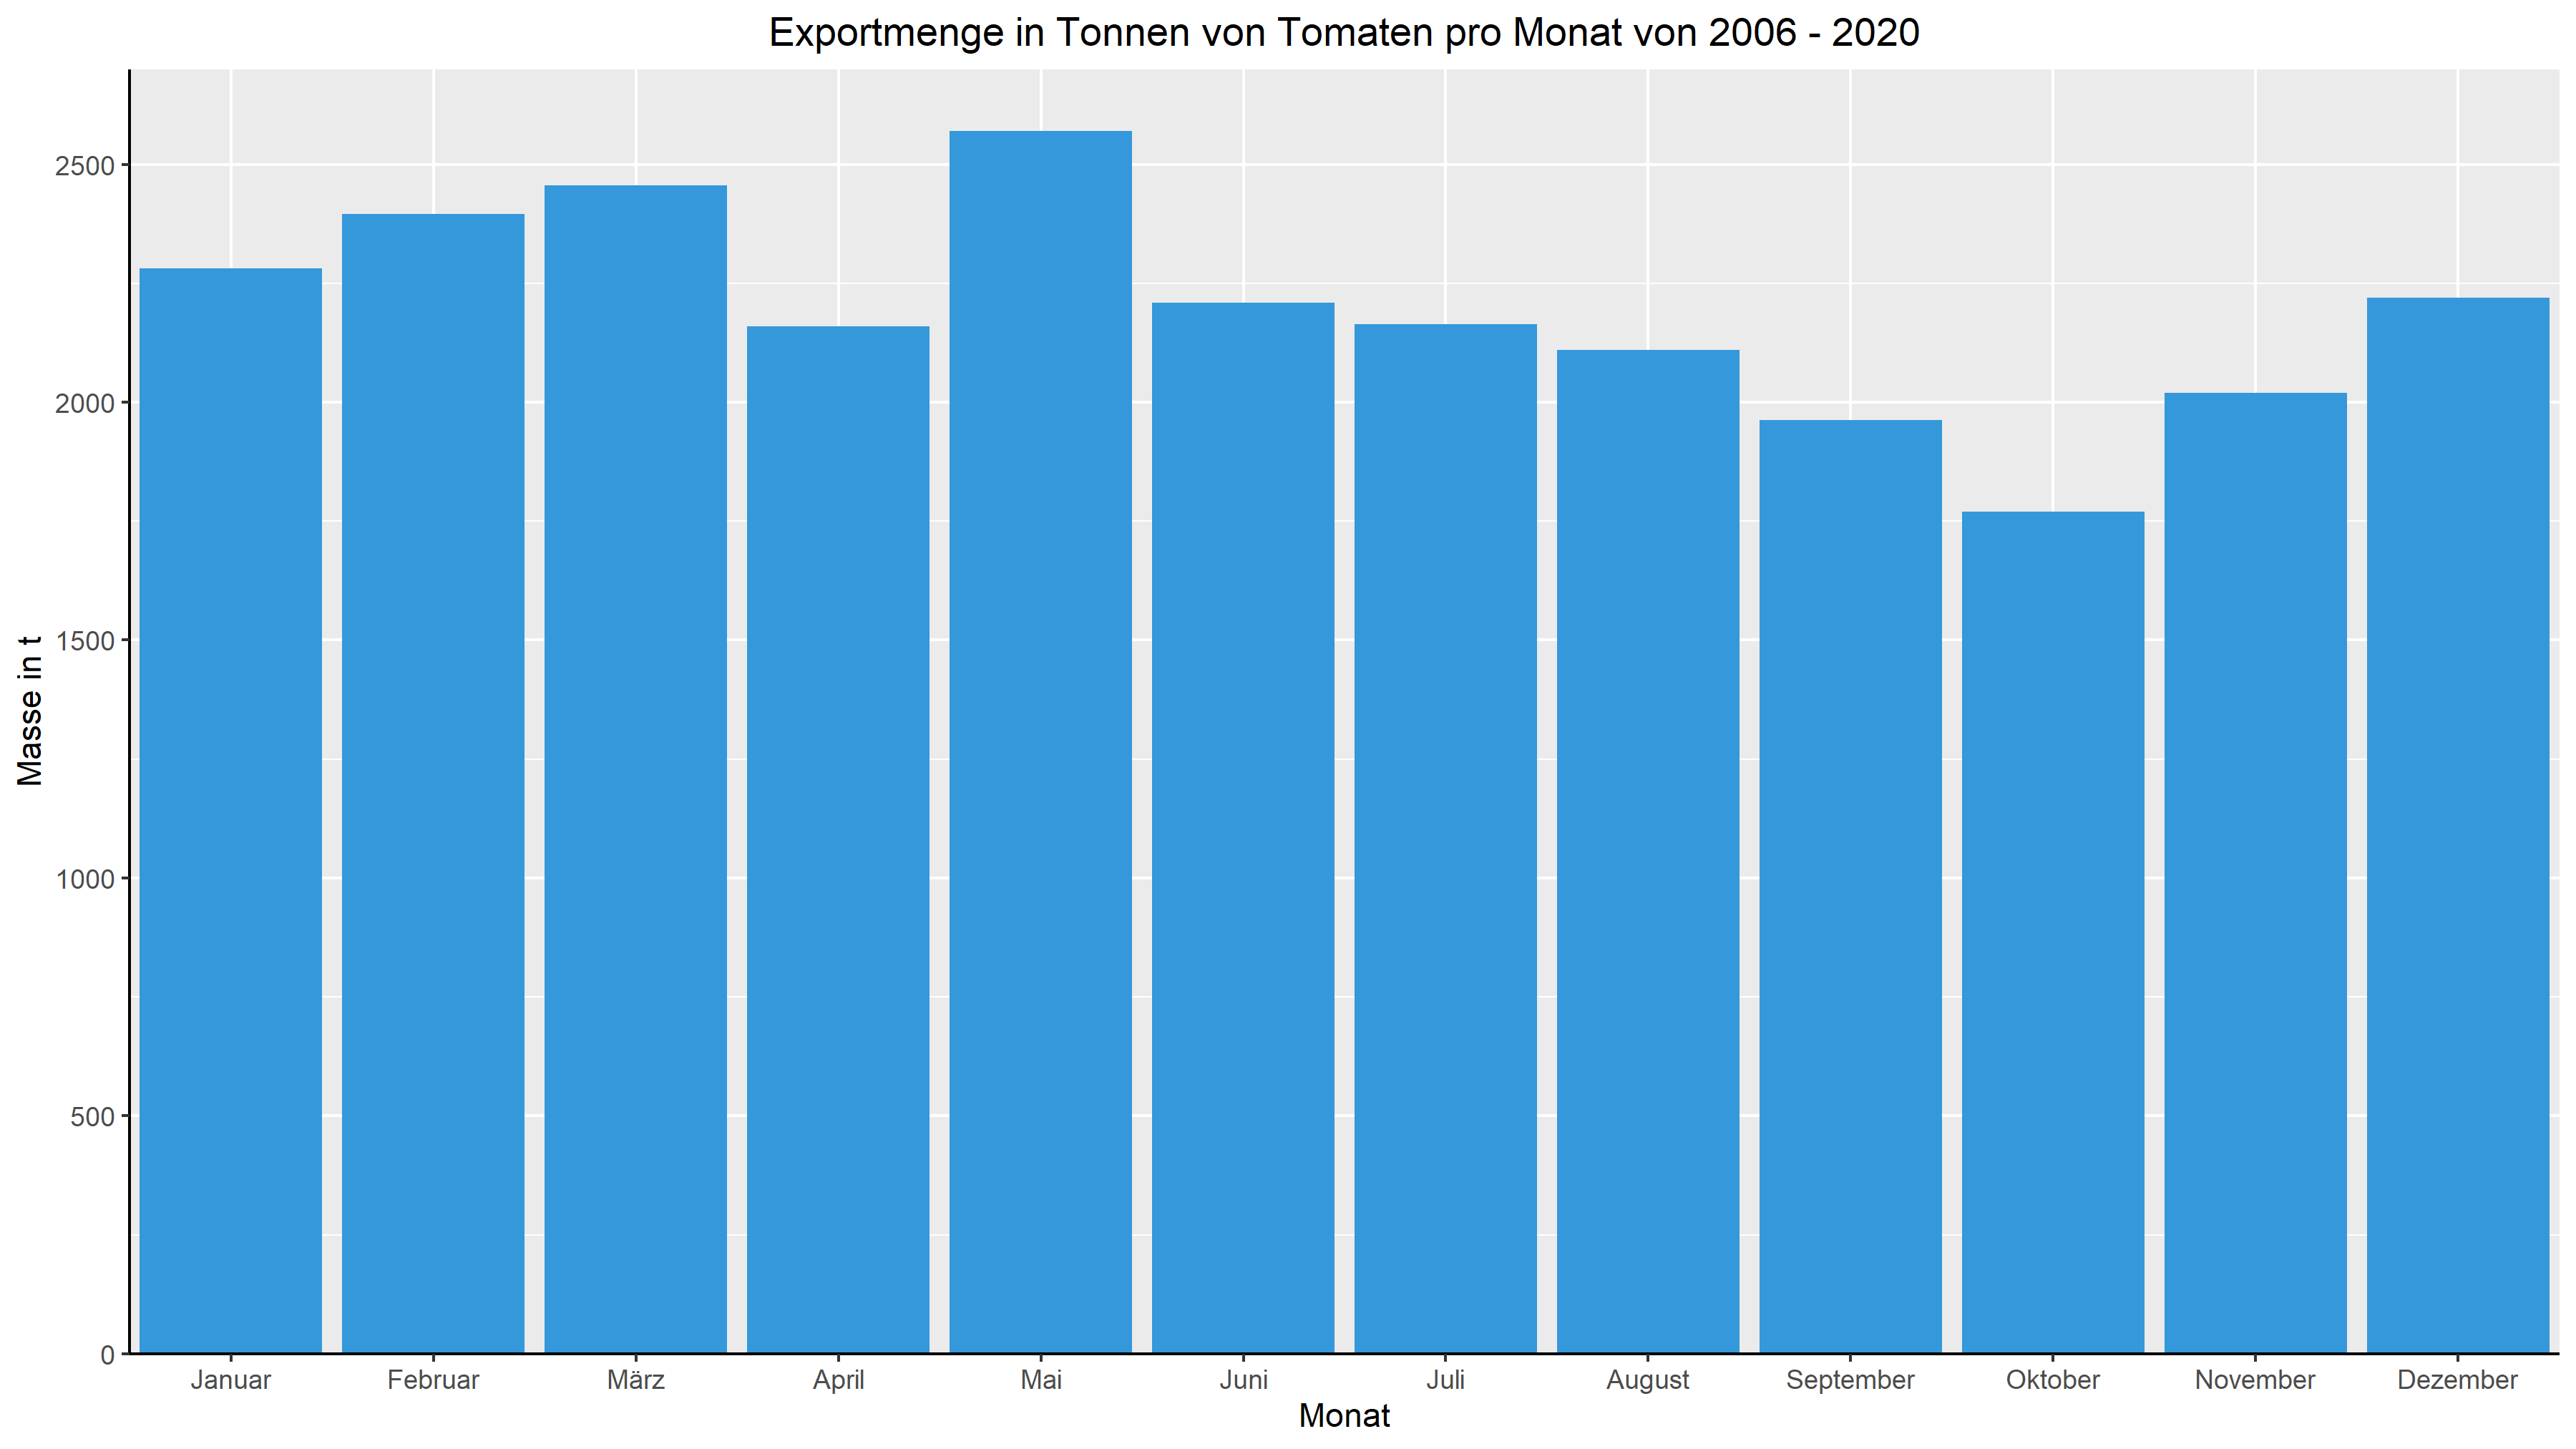 Exportmenge in Tonnen von Tomaten pro Monat von 2006 - 2020
Masse in t
2500
2000
1500
1000
500
0
Januar Februar März April Mai Juni Juli August September Oktober November Dezember
Monat